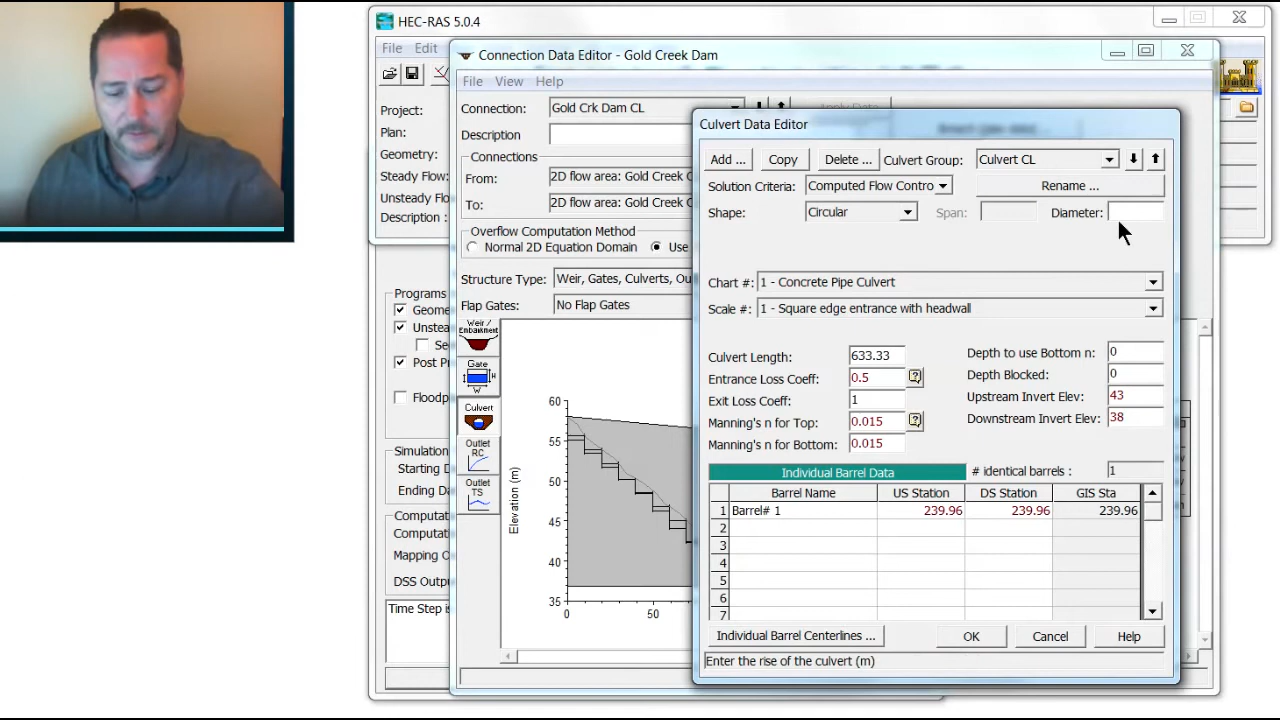 HEC-RAS 5.0.4
File Edit
Connection Data Editor - Gold Creek Dam
File View Help
Project:
Plan:
Geometry:
Steady Flow:
Unsteady Flo
Description :
Connection: Gold Crk Dam CL
Description
Connections
From: 2D flow area: Gold Creek C
To: 2D flow area: Gold Creek C
Overflow Computation Method
Normal 2D Equation Domain Use
Structure Type: Weir, Gates, Culverts, Ou
Flap Gates: No Flap Gates
Programs
Geome
Unstea
Se
Post Pr
Floodp
Simulation
Starting D
Ending Da
Computat
Computati
Mapping O
DSS Outpu
Time Step is
Weir /
Embankment
Gate
Culvert
Outlet
RC
Outlet
TS
Elevation (m)
60
55
50
45
40
35
0 50
Culvert Data Editor
Add ... Copy Delete ... Culvert Group: Culvert CL
Solution Criteria: Computed Flow Contro Rename ...
Shape: Circular Span: Diameter:
Chart #: 1 - Concrete Pipe Culvert
Scale #: 1 - Square edge entrance with headwall
Culvert Length: 633.33 Depth to use Bottom n: 0
Entrance Loss Coeff: 0.5 Depth Blocked: 0
Exit Loss Coeff: 1 Upstream Invert Elev: 43
Manning's n for Top: 0.015 Downstream Invert Elev: 38
Manning's n for Bottom: 0.015
Individual Barrel Data # identical barrels : 1
Barrel Name US Station DS Station GIS Sta
1 Barrel# 1 239.96 239.96 239.96
2
3
4
5
6
7
Individual Barrel Centerlines ... OK Cancel Help
Enter the rise of the culvert (m)